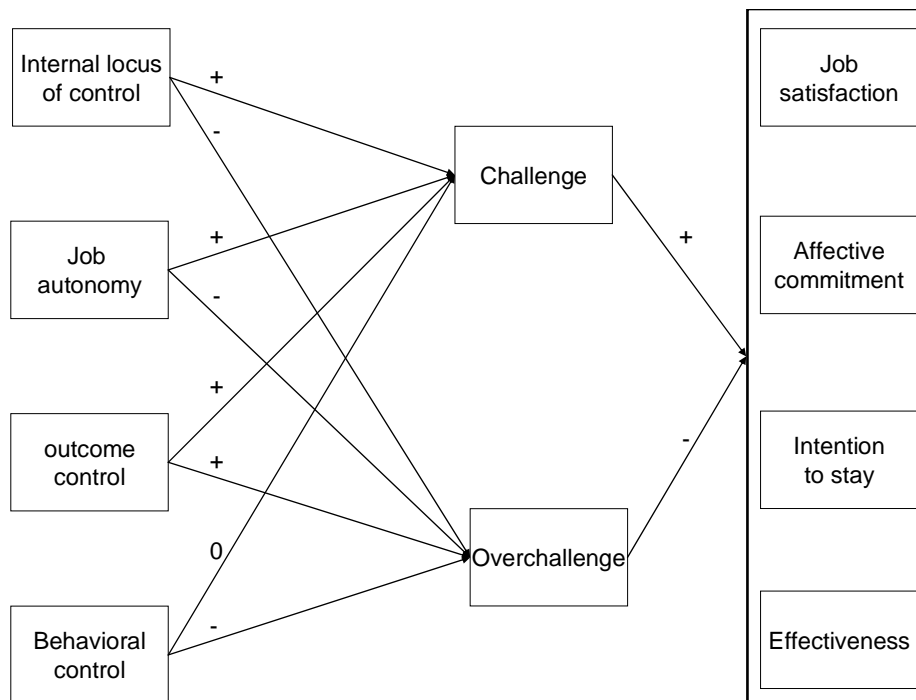 Internal locus
of control
+
-
Job
autonomy
+
-
outcome
control
+
+
Behavioral
control
0
-
Challenge
+
Overchallenge
-
Job
satisfaction
Affective
commitment
Intention
to stay
Effectiveness